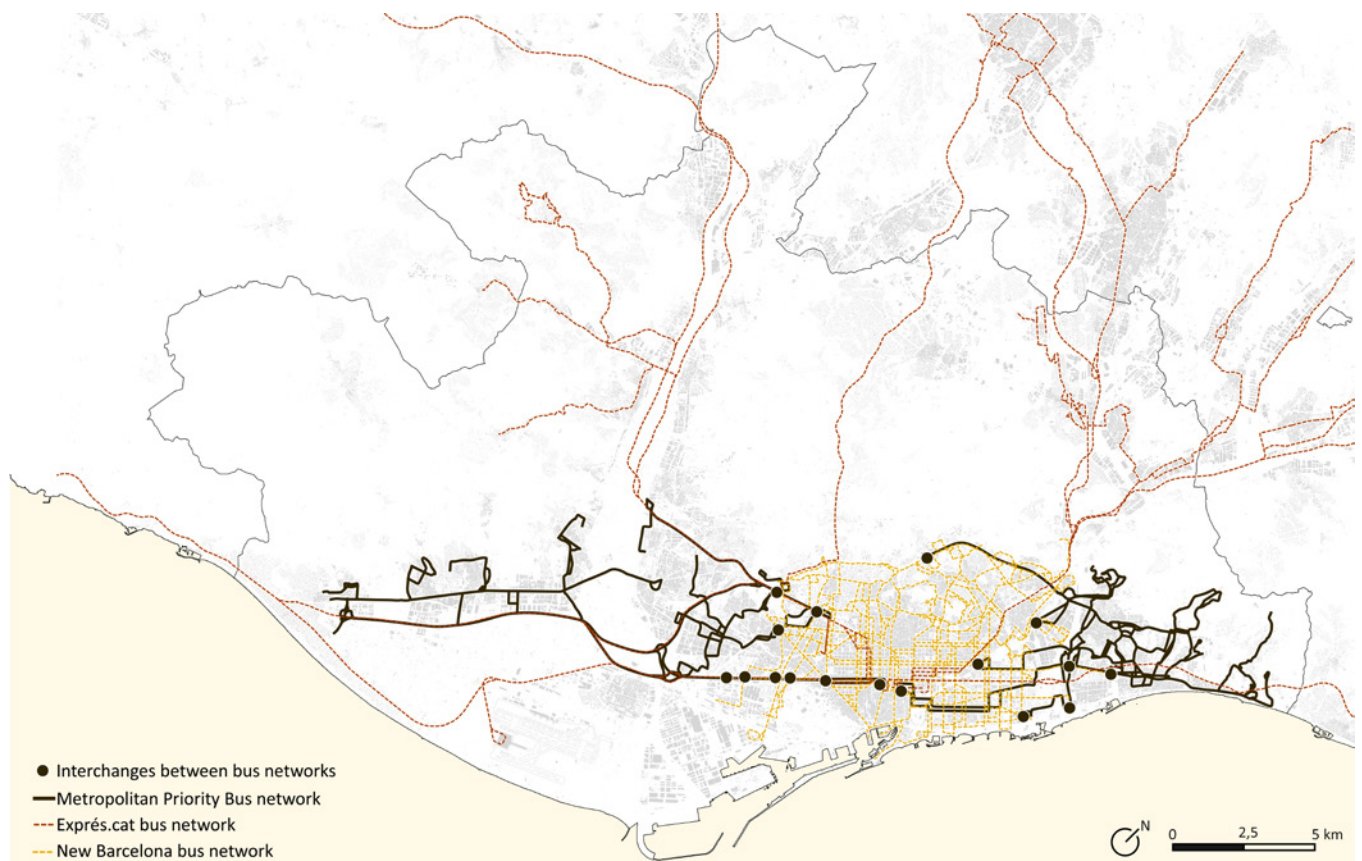 Interchanges between bus networks
Metropolitan Priority Bus network
Exprés.cat bus network
New Barcelona bus network
N
0 2,5 5 km